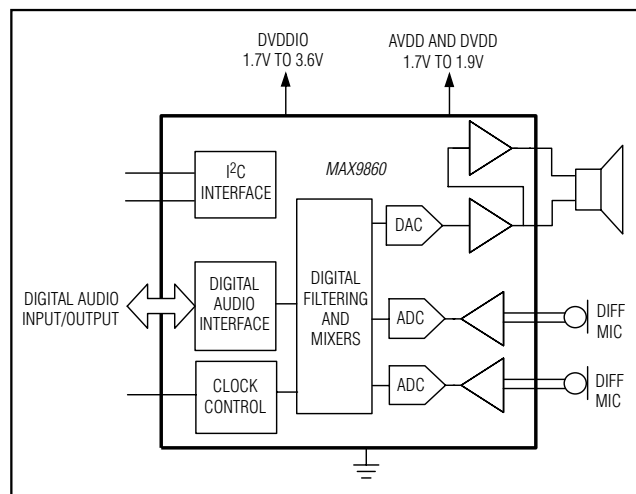 DVDDIO
1.7V TO 3.6V
AVDD AND DVDD
1.7V TO 1.9V
I²C
INTERFACE
MAX9860
DAC
DIGITAL AUDIO
INPUT/OUTPUT
DIGITAL
AUDIO
INTERFACE
DIGITAL
FILTERING
AND
MIXERS
ADC
DIFF
MIC
CLOCK
CONTROL
ADC
DIFF
MIC